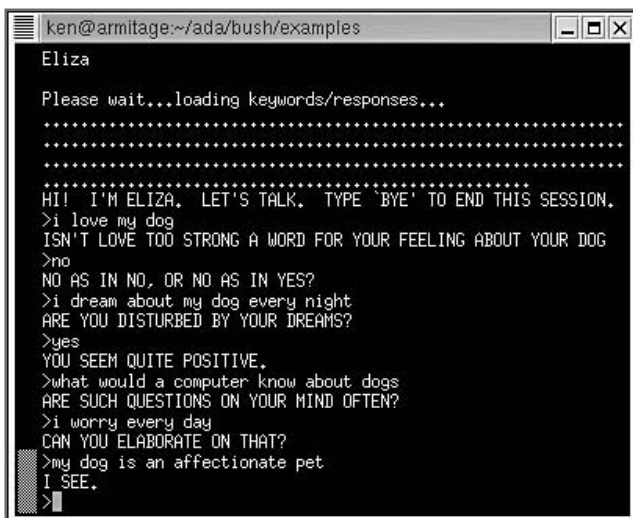 ken@armitage:~/ada/bush/examples
Eliza
Please wait...loading keywords/responses...
..................................................................
..................................................................
..................................................................
.......................................................
HI!  I'M ELIZA.  LET'S TALK.  TYPE `BYE' TO END THIS SESSION.
>i love my dog
ISN'T LOVE TOO STRONG A WORD FOR YOUR FEELING ABOUT YOUR DOG
>no
NO AS IN NO, OR NO AS IN YES?
>i dream about my dog every night
ARE YOU DISTURBED BY YOUR DREAMS?
>yes
YOU SEEM QUITE POSITIVE.
>what would a computer know about dogs
ARE SUCH QUESTIONS ON YOUR MIND OFTEN?
>i worry every day
CAN YOU ELABORATE ON THAT?
>my dog is an affectionate pet
I SEE.
>